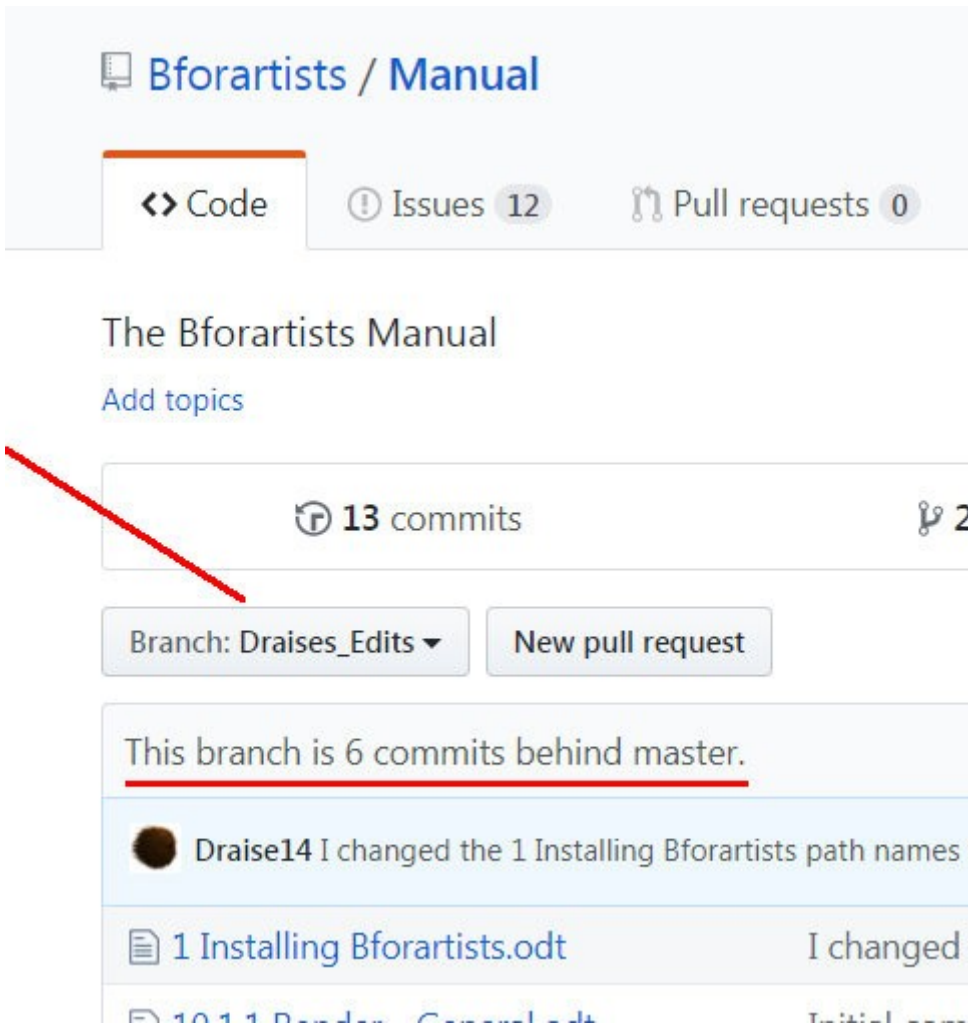 Bforartists / Manual
Code Issues 12 Pull requests 0
The Bforartists Manual
Add topics
13 commits 2
Branch: Draises_Edits New pull request
This branch is 6 commits behind master.
Draise14 I changed the 1 Installing Bforartists path names
1 Installing Bforartists.odt I changed